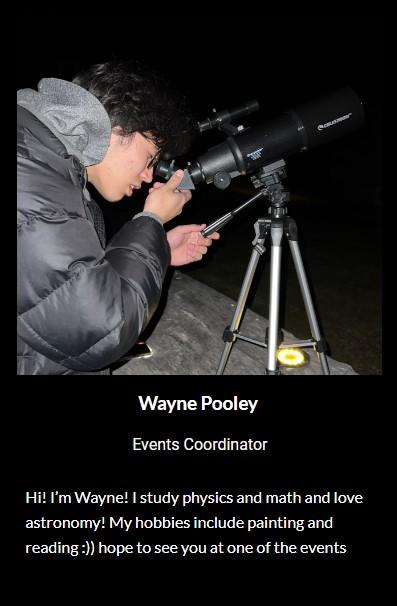 CELESTRON
Wayne Pooley
Events Coordinator
Hi! I'm Wayne! I study physics and math and love
astronomy! My hobbies include painting and
reading :)) hope to see you at one of the events